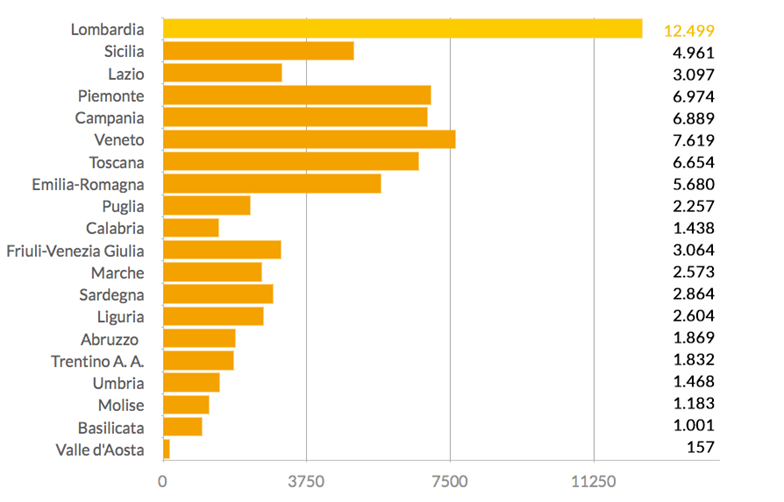 Lombardia 12.499
Sicilia 4.961
Lazio 3.097
Piemonte 6.974
Campania 6.889
Veneto 7.619
Toscana 6.654
Emilia-Romagna 5.680
Puglia 2.257
Calabria 1.438
Friuli-Venezia Giulia 3.064
Marche 2.573
Sardegna 2.864
Liguria 2.604
Abruzzo 1.869
Trentino A. A. 1.832
Umbria 1.468
Molise 1.183
Basilicata 1.001
Valle d'Aosta 157
0 3750 7500 11250